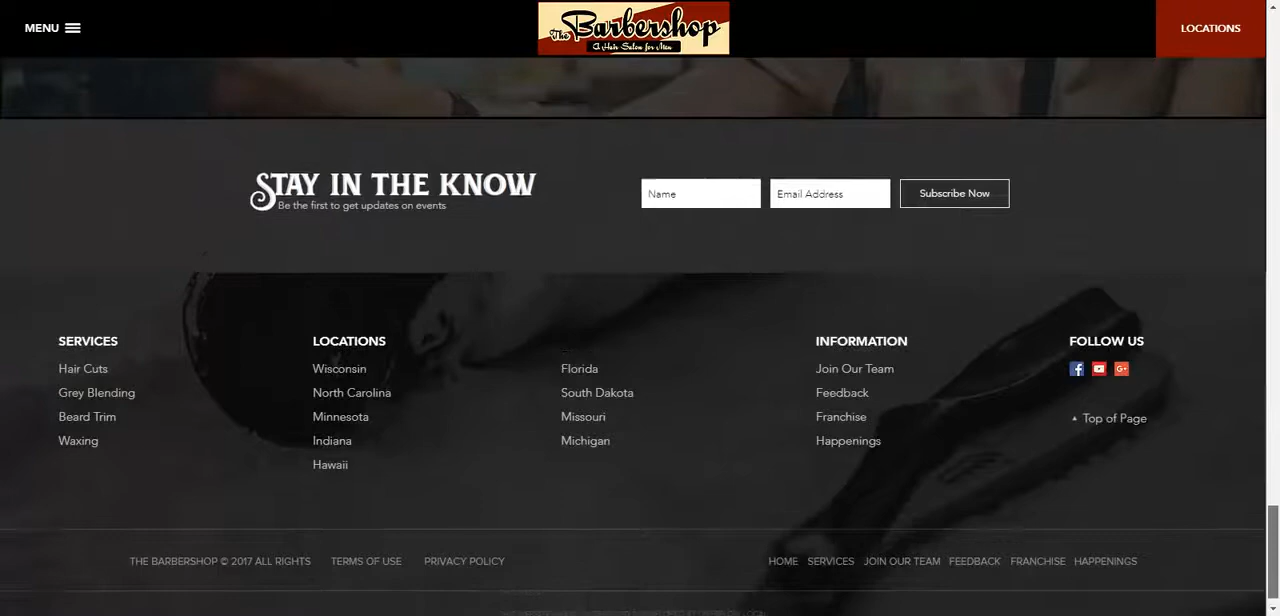 MENU
The Barbershop
A Hair Salon for Men
LOCATIONS
STAY IN THE KNOW
Be the first to get updates on events
Name
Email Address
Subscribe Now
SERVICES
Hair Cuts
Grey Blending
Beard Trim
Waxing
LOCATIONS
Wisconsin
North Carolina
Minnesota
Indiana
Hawaii
Florida
South Dakota
Missouri
Michigan
INFORMATION
Join Our Team
Feedback
Franchise
Happenings
FOLLOW US
Top of Page
THE BARBERSHOP © 2017 ALL RIGHTS TERMS OF USE PRIVACY POLICY HOME SERVICES JOIN OUR TEAM FEEDBACK FRANCHISE HAPPENINGS